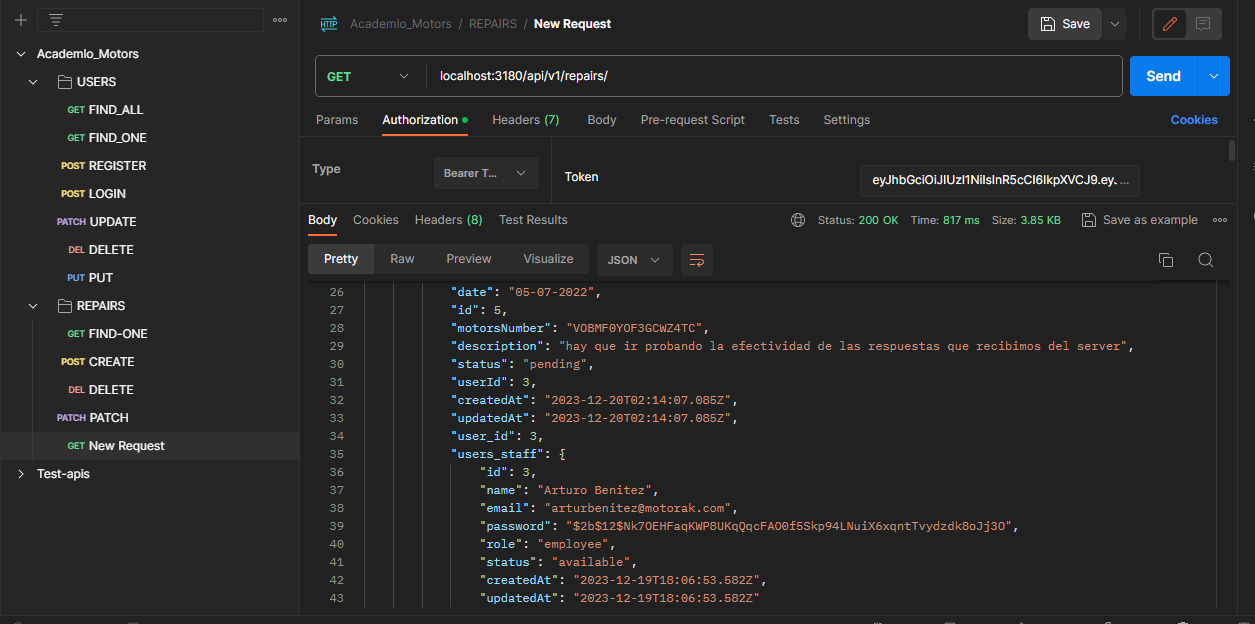 Academlo_Motors / REPAIRS / New Request
Save
Academlo_Motors
USERS
GET FIND_ALL
GET FIND_ONE
POST REGISTER
POST LOGIN
PATCH UPDATE
DEL DELETE
PUT PUT
REPAIRS
GET FIND-ONE
POST CREATE
DEL DELETE
PATCH PATCH
GET New Request
Test-apis
GET localhost:3180/api/v1/repairs/
Send
Params Authorization Headers (7) Body Pre-request Script Tests Settings Cookies
Type Bearer T... Token eyJhbGciOiJIUzI1NiIsInR5cCI6IkpXVCJ9.eyJ...
Body Cookies Headers (8) Test Results Status: 200 OK Time: 817 ms Size: 3.85 KB Save as example
Pretty Raw Preview Visualize JSON
26 "date": "05-07-2022",
27 "id": 5,
28 "motorsNumber": "VOBMF0YOF3GCWZ4TC",
29 "description": "hay que ir probando la efectividad de las respuestas que recibimos del server",
30 "status": "pending",
31 "userId": 3,
32 "createdAt": "2023-12-20T02:14:07.085Z",
33 "updatedAt": "2023-12-20T02:14:07.085Z",
34 "user_id": 3,
35 "users_staff": {
36 "id": 3,
37 "name": "Arturo Benitez",
38 "email": "arturbenitez@motorak.com",
39 "password": "$2b$12$Nk7OEHFaqKWP8UKqQqcFAO0f5Skp94LNuiX6xqntTvydzdk8oJj3O",
40 "role": "employee",
41 "status": "available",
42 "createdAt": "2023-12-19T18:06:53.582Z",
43 "updatedAt": "2023-12-19T18:06:53.582Z"